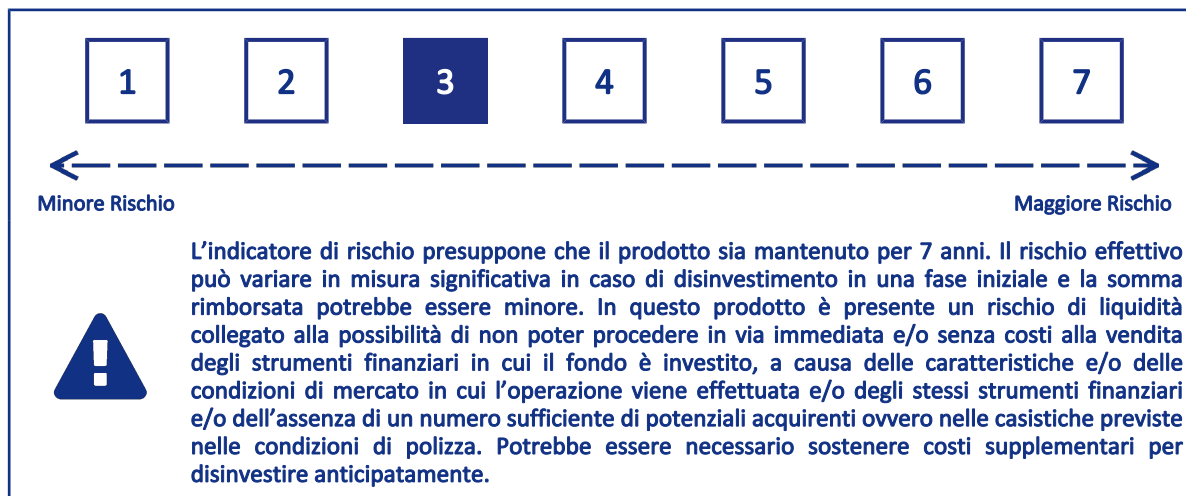 1 2 3 4 5 6 7
Minore Rischio Maggiore Rischio
L’indicatore di rischio presuppone che il prodotto sia mantenuto per 7 anni. Il rischio effettivo
può variare in misura significativa in caso di disinvestimento in una fase iniziale e la somma
rimborsata potrebbe essere minore. In questo prodotto è presente un rischio di liquidità
collegato alla possibilità di non poter procedere in via immediata e/o senza costi alla vendita
degli strumenti finanziari in cui il fondo è investito, a causa delle caratteristiche e/o delle
condizioni di mercato in cui l’operazione viene effettuata e/o degli stessi strumenti finanziari
e/o dell’assenza di un numero sufficiente di potenziali acquirenti ovvero nelle casistiche previste
nelle condizioni di polizza. Potrebbe essere necessario sostenere costi supplementari per
disinvestire anticipatamente.